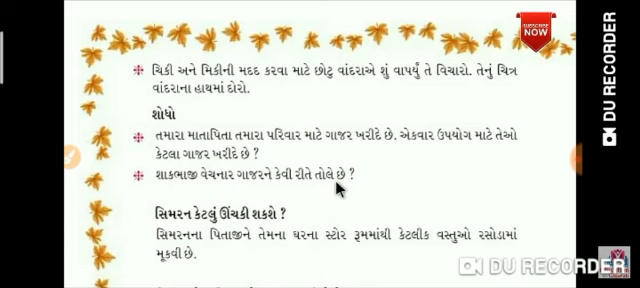 SUBSCRIBE
NOW
DU RECORDER
ચિકી અને મિકીની મદદ કરવા માટે છોટુ વાંદરાએ શું વાપર્યું તે વિચારો. તેનું ચિત્ર
વાંદરાના હાથમાં દોરો.
શોધો
તમારા માતાપિતા તમારા પરિવાર માટે ગાજર ખરીદે છે. એકવાર ઉપયોગ માટે તેઓ
કેટલા ગાજર ખરીદે છે ?
શાકભાજી વેચનાર ગાજરને કેવી રીતે તોલે છે ?
સિમરન કેટલું ઊંચકી શકશે ?
સિમરનના પિતાજીને તેમના ઘરના સ્ટોર રૂમમાંથી કેટલીક વસ્તુઓ રસોડામાં
મૂકવી છે.
DU RECORDER